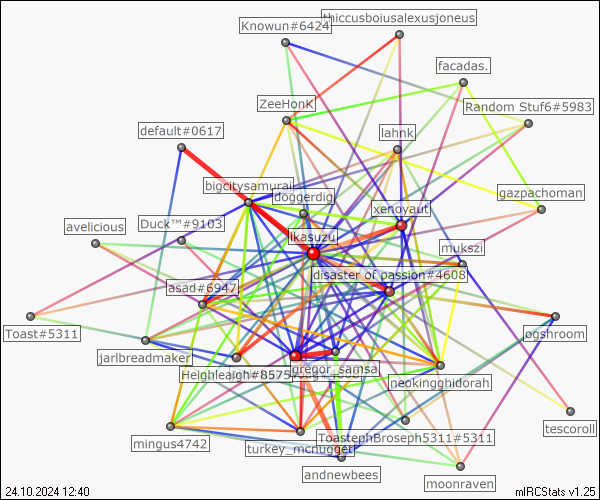 thiccusboiusalexusjoneus
Knowun#6424
facadas.
ZeeHonK
Random Stuf6#5983
default#0617
lahnk
bigcitysamurai
doggerdig
gazpachoman
xenoyaut
avelicious
Duck™#9103
ikasuzu
mukszi
disaster of passion#4608
asad#6947
Toast#5311
ogshroom
jarlbreadmaker
gregor_samsa
Heighleaigh#8575
neokingghidorah
tescoroll
mingus4742
ToastephBroseph5311#5311
turkey_mcnugget
andnewbees
moonraven
24.10.2024 12:40
mIRCStats v1.25